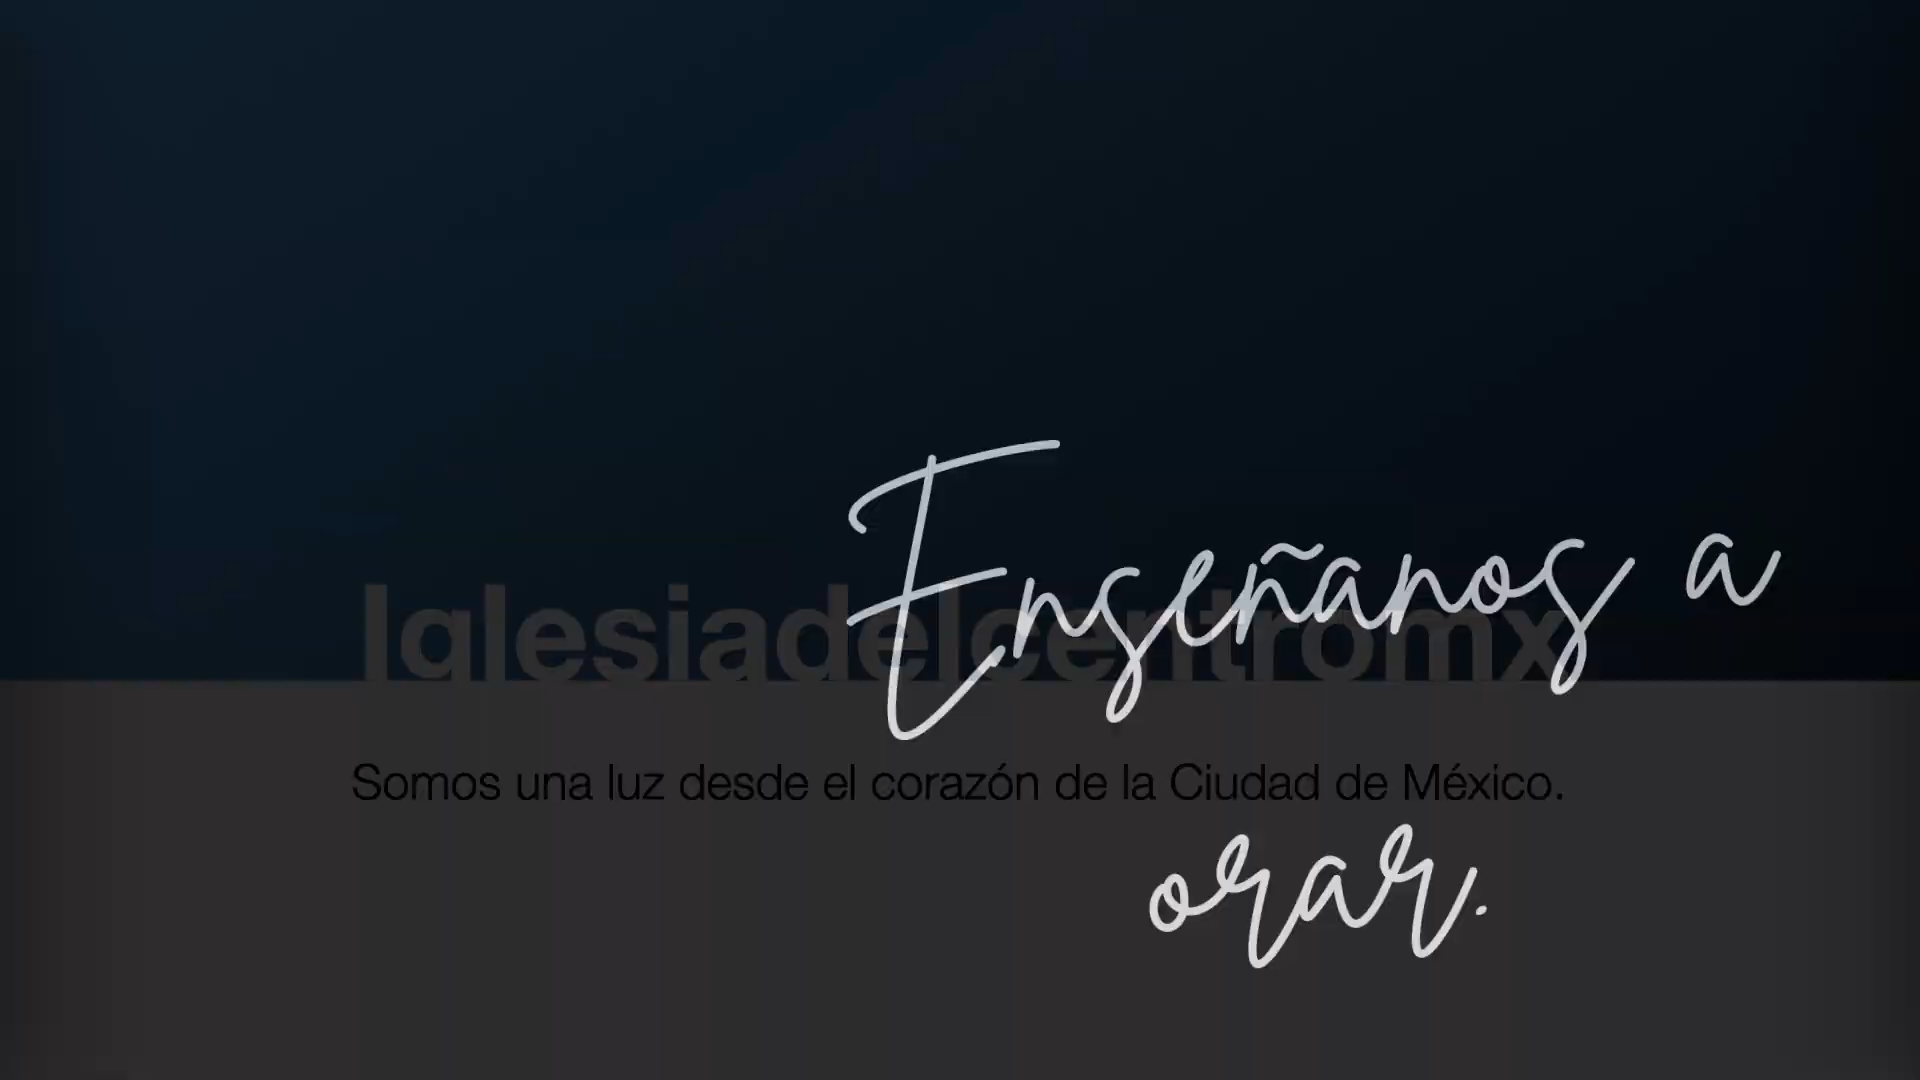 Enseñanos a
Iglesiadelcentromx
Somos una luz desde el corazón de la Ciudad de México.
orar.